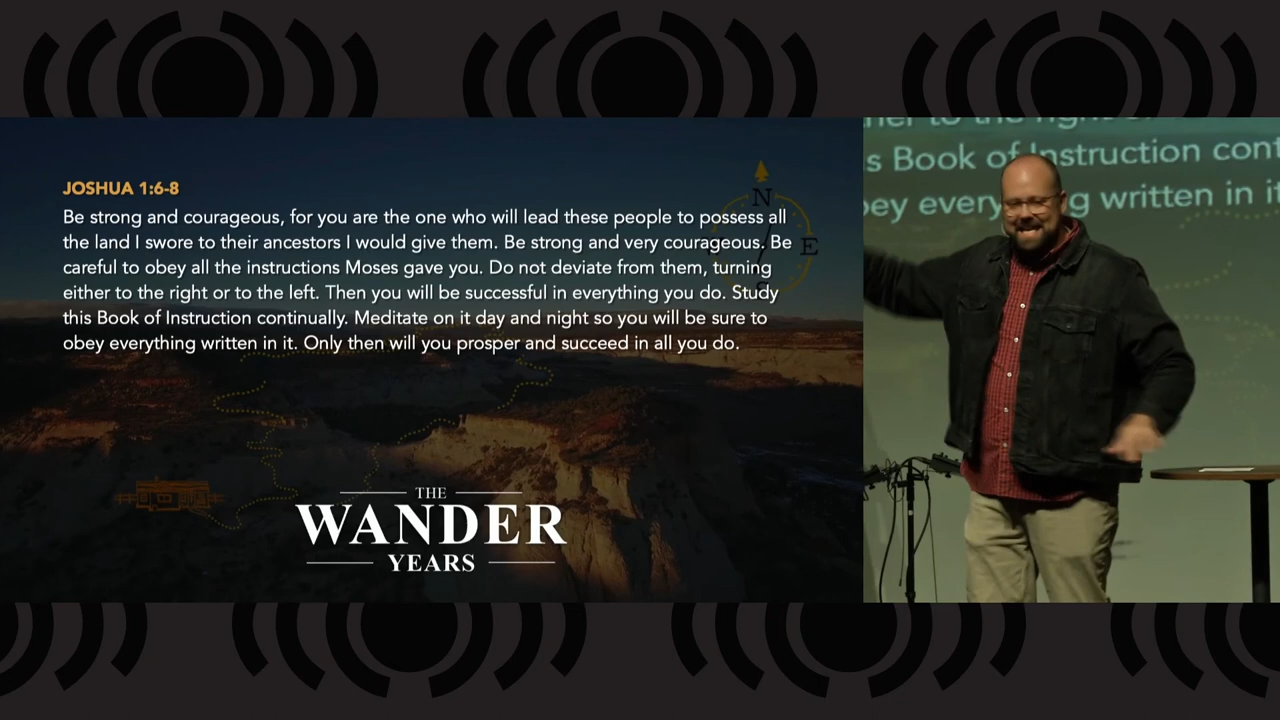 JOSHUA 1:6-8
Be strong and courageous, for you are the one who will lead these people to possess all
the land I swore to their ancestors I would give them. Be strong and very courageous. Be
careful to obey all the instructions Moses gave you. Do not deviate from them, turning
either to the right or to the left. Then you will be successful in everything you do. Study
this Book of Instruction continually. Meditate on it day and night so you will be sure to
obey everything written in it. Only then will you prosper and succeed in all you do.
N
E
THE
WANDER
YEARS
to the right
s Book of Instruction cont
ey every g written in it